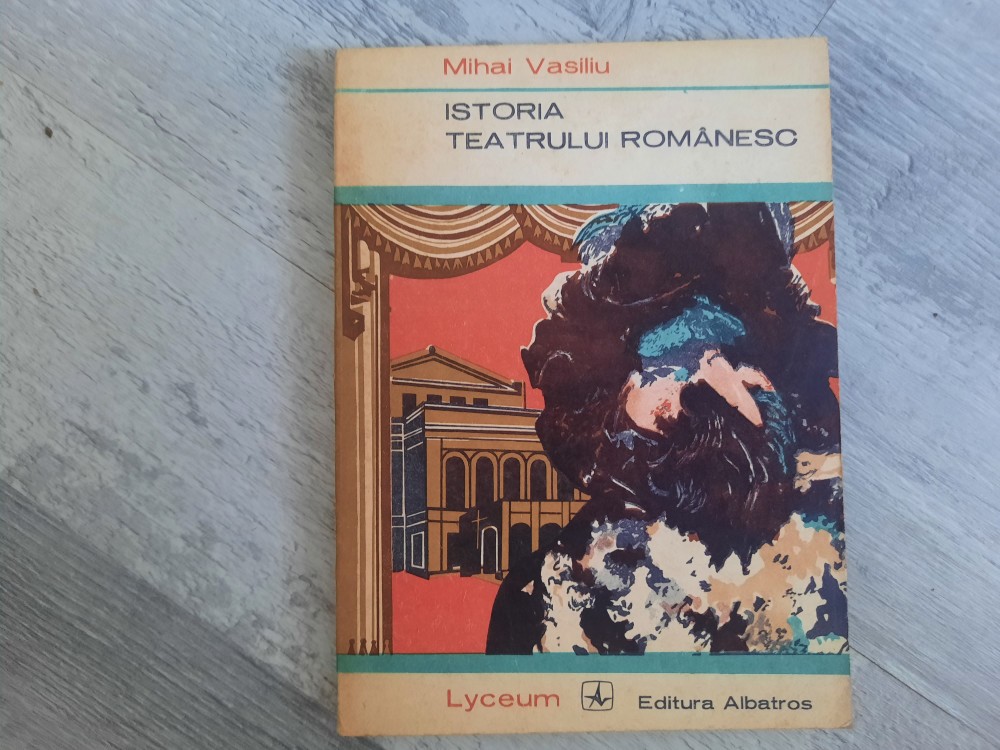 Mihai Vasiliu
ISTORIA
TEATRULUI ROMÂNESC
Lyceum
Editura Albatros